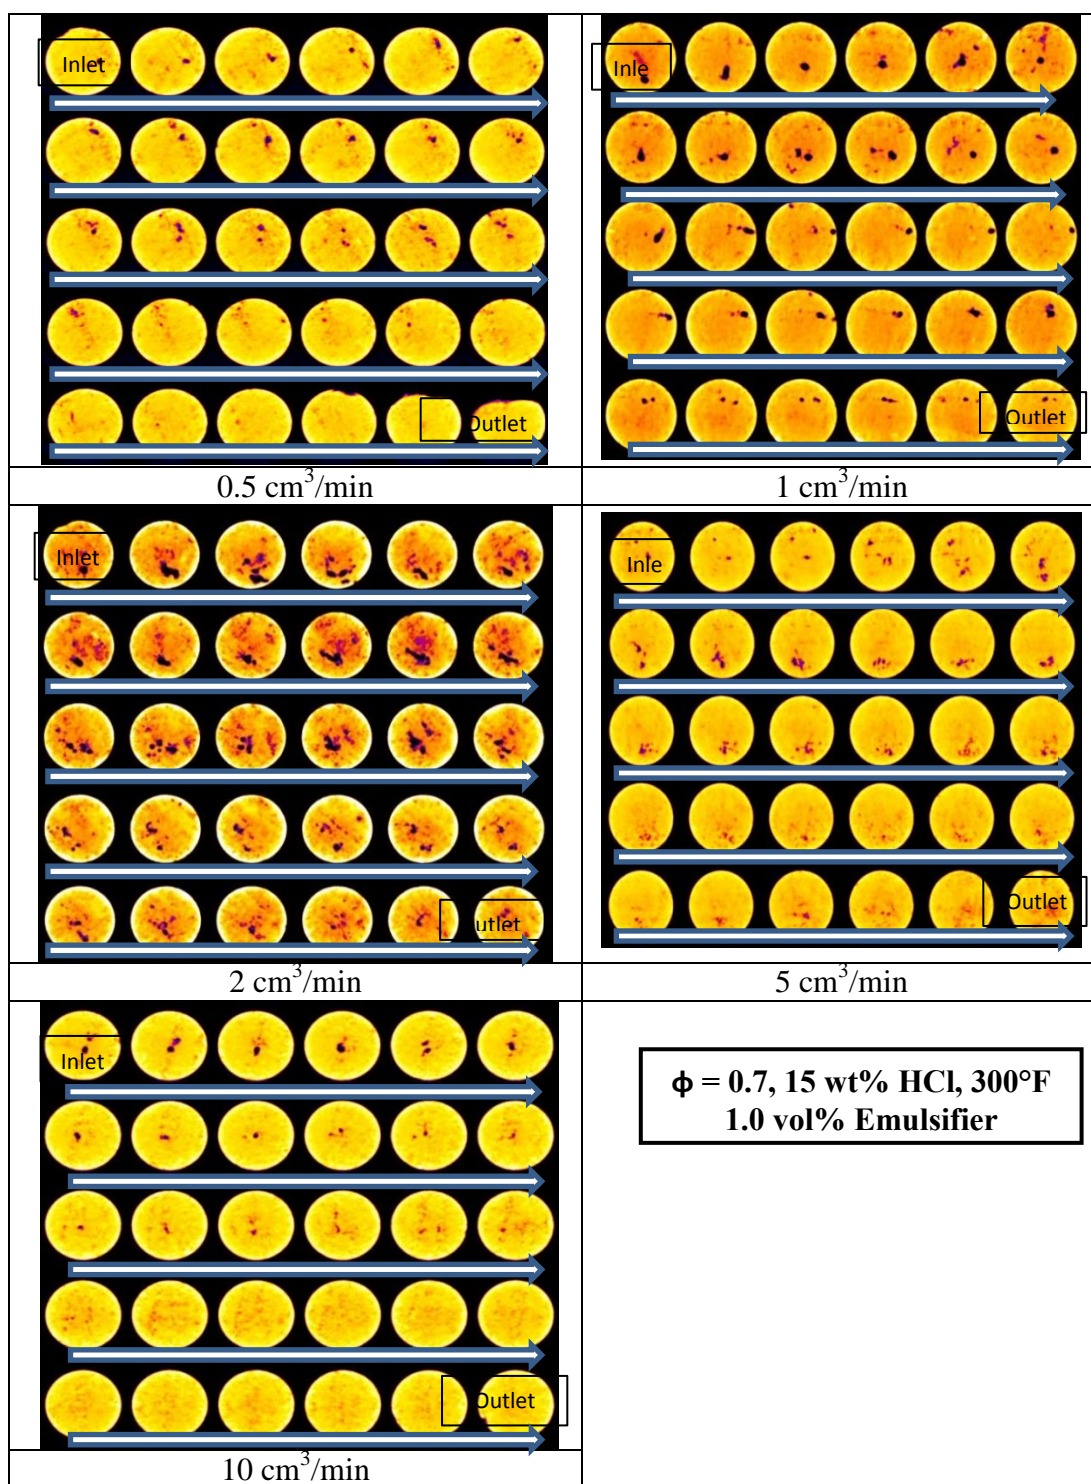 Inlet
Inle
Outlet
Outlet
0.5 cm³/min
1 cm³/min
Inlet
Inle
utlet
Outlet
2 cm³/min
5 cm³/min
Inlet
ϕ = 0.7, 15 wt% HCl, 300°F
1.0 vol% Emulsifier
Outlet
10 cm³/min